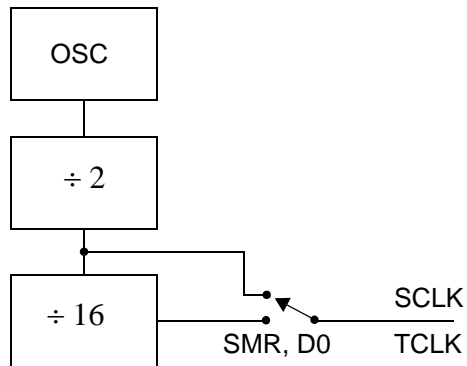 OSC
÷ 2
÷ 16
SCLK
SMR, D0
TCLK